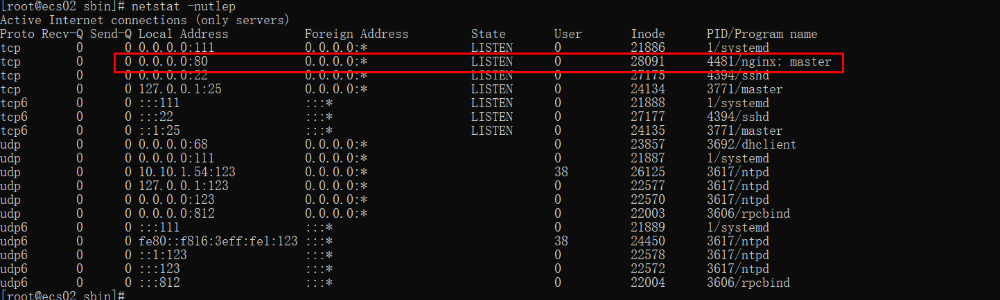 [root@ecs02 sbin]# netstat -nutlep
Active Internet connections (only servers)
Proto Recv-Q Send-Q Local Address           Foreign Address         State       User       Inode      PID/Program name
tcp        0      0 0.0.0.0:111             0.0.0.0:*               LISTEN      0          21886      1/systemd
tcp        0      0 0.0.0.0:80              0.0.0.0:*               LISTEN      0          28091      4481/nginx: master
tcp        0      0 0.0.0.0:22              0.0.0.0:*               LISTEN      0          27175      4394/sshd
tcp        0      0 127.0.0.1:25            0.0.0.0:*               LISTEN      0          24134      3771/master
tcp6       0      0 :::111                  :::*                    LISTEN      0          21888      1/systemd
tcp6       0      0 :::22                   :::*                    LISTEN      0          27177      4394/sshd
tcp6       0      0 ::1:25                  :::*                    LISTEN      0          24135      3771/master
udp        0      0 0.0.0.0:68              0.0.0.0:*                           0          23857      3692/dhclient
udp        0      0 0.0.0.0:111             0.0.0.0:*                           0          21887      1/systemd
udp        0      0 10.10.1.54:123          0.0.0.0:*                           38         26125      3617/ntpd
udp        0      0 127.0.0.1:123           0.0.0.0:*                           0          22577      3617/ntpd
udp        0      0 0.0.0.0:123             0.0.0.0:*                           0          22570      3617/ntpd
udp        0      0 0.0.0.0:812             0.0.0.0:*                           0          22003      3606/rpcbind
udp6       0      0 :::111                  :::*                                0          21889      1/systemd
udp6       0      0 fe80::f816:3eff:fe1:123 :::*                                38         24450      3617/ntpd
udp6       0      0 ::1:123                 :::*                                0          22578      3617/ntpd
udp6       0      0 :::123                  :::*                                0          22572      3617/ntpd
udp6       0      0 :::812                  :::*                                0          22004      3606/rpcbind
[root@ecs02 sbin]#